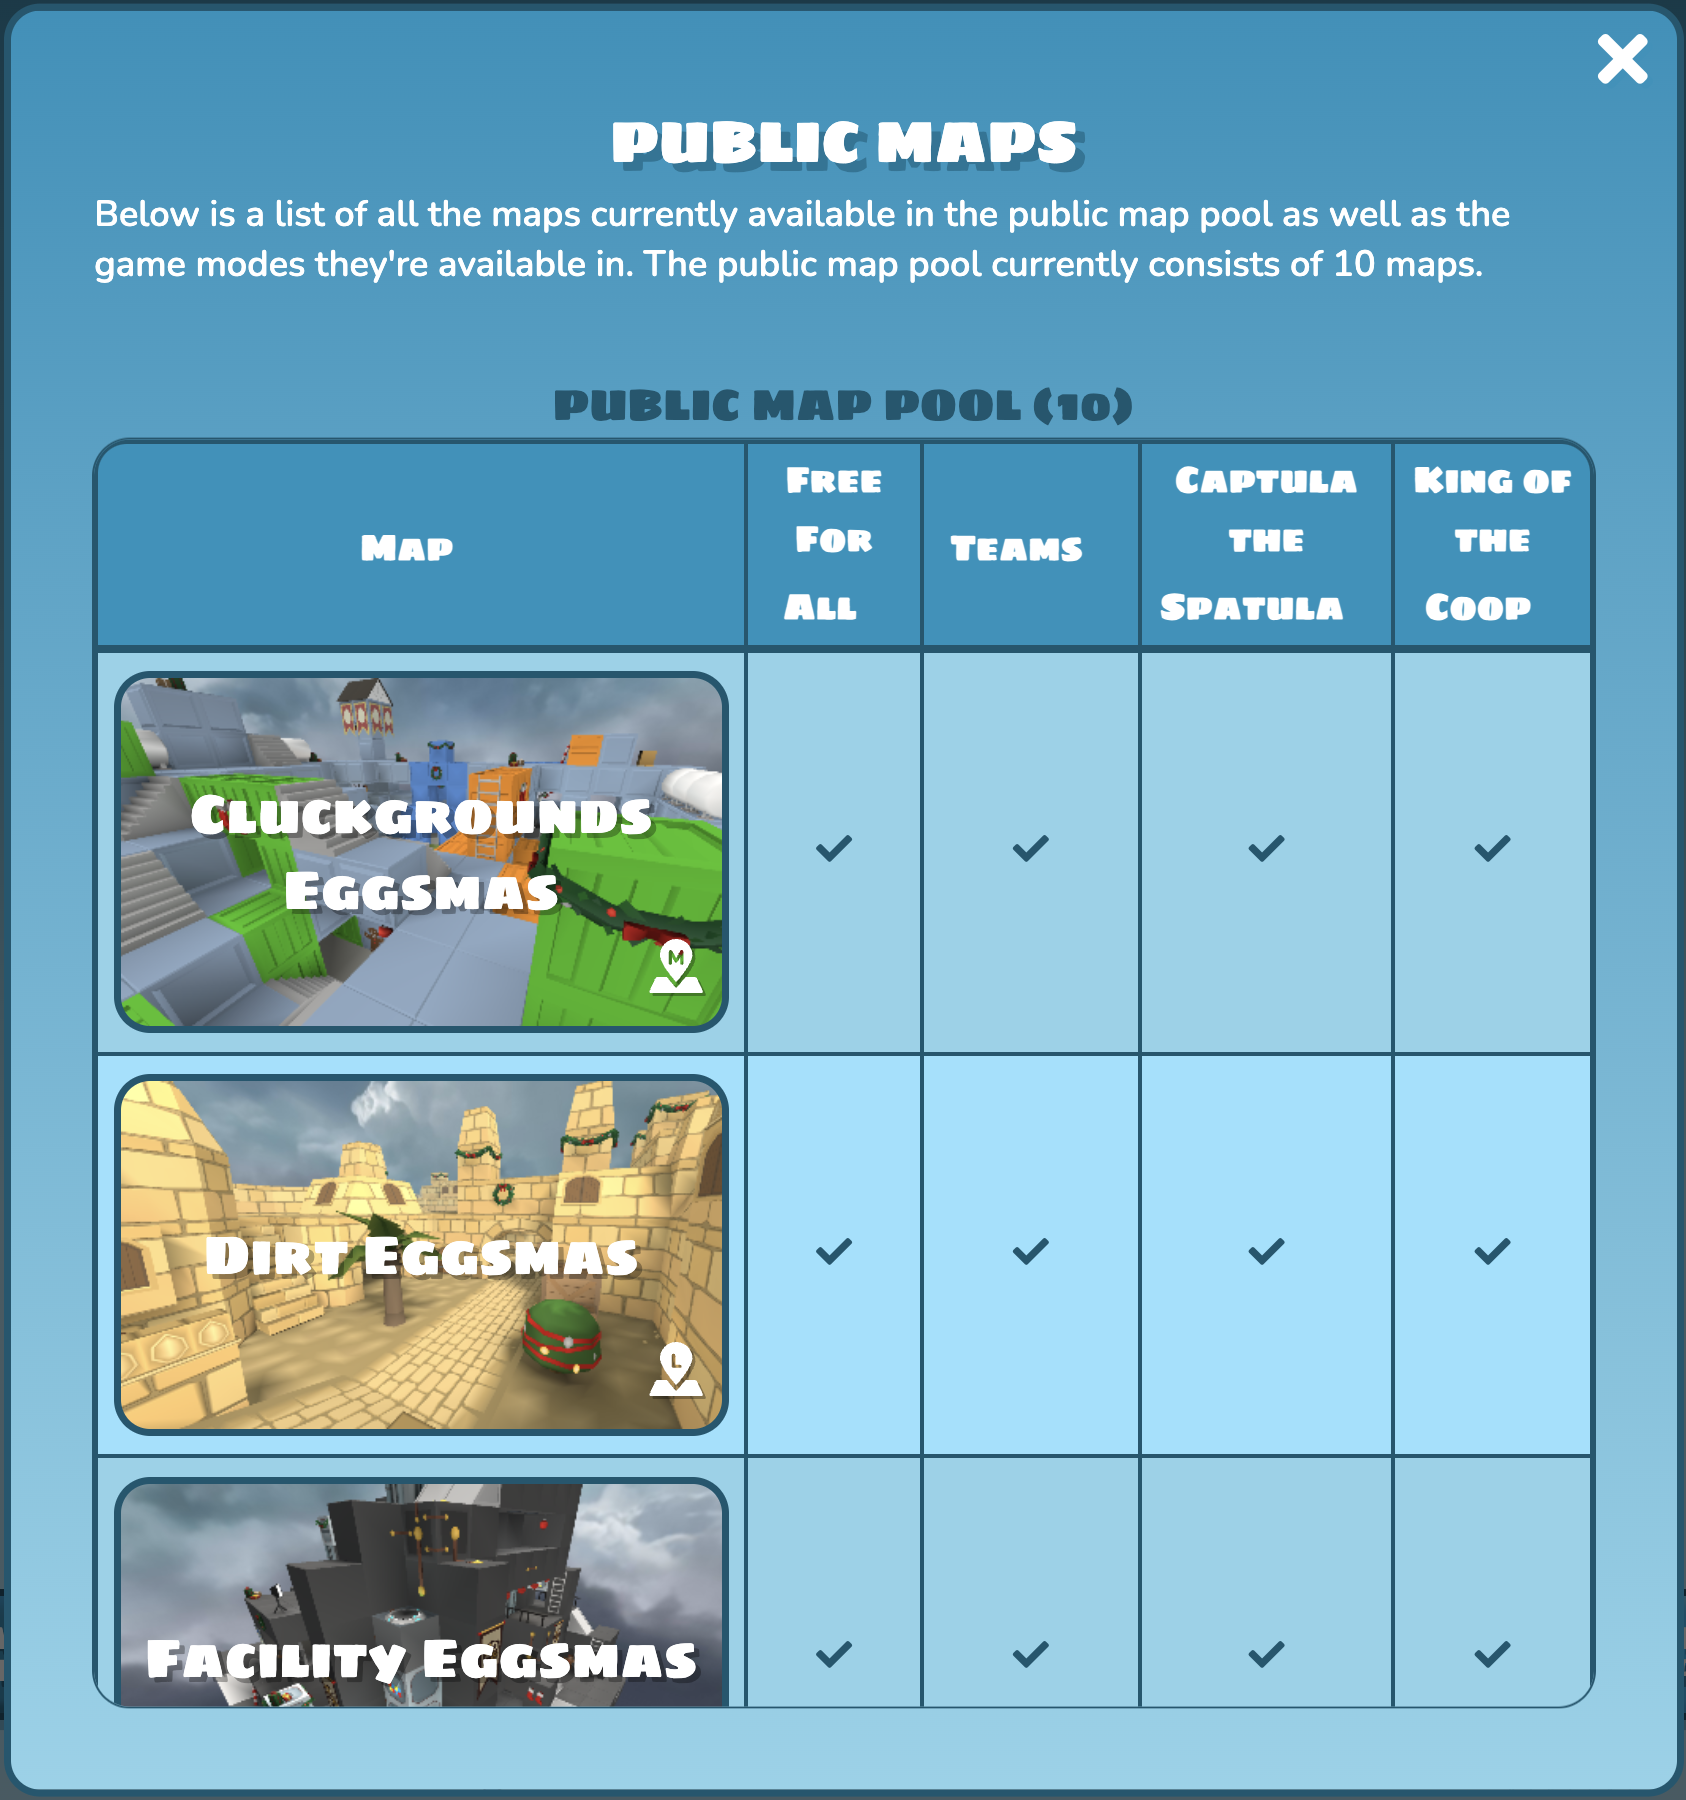 PUBLIC MAPS
Below is a list of all the maps currently available in the public map pool as well as the
game modes they're available in. The public map pool currently consists of 10 maps.
PUBLIC MAP POOL (10)
Map
Free
For
All
Teams
Captula
the
Spatula
King of
the
Coop
Cluckgrounds
Eggsmas
M
Dirt Eggsmas
L
Facility Eggsmas